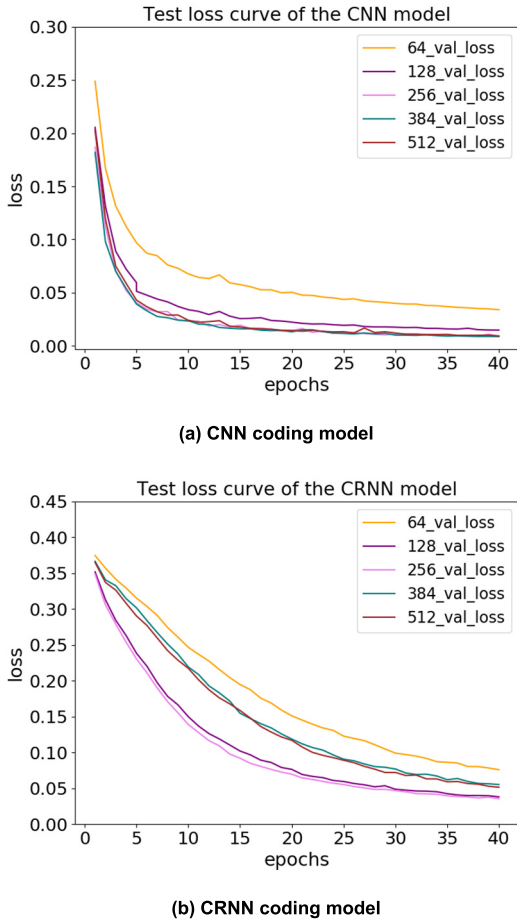 Test loss curve of the CNN model
0.30
0.25
0.20
0.15
0.10
0.05
0.00
loss
64_val_loss
128_val_loss
256_val_loss
384_val_loss
512_val_loss
0 5 10 15 20 25 30 35 40
epochs
(a) CNN coding model
Test loss curve of the CRNN model
0.45
0.40
0.35
0.30
0.25
0.20
0.15
0.10
0.05
0.00
loss
64_val_loss
128_val_loss
256_val_loss
384_val_loss
512_val_loss
0 5 10 15 20 25 30 35 40
epochs
(b) CRNN coding model